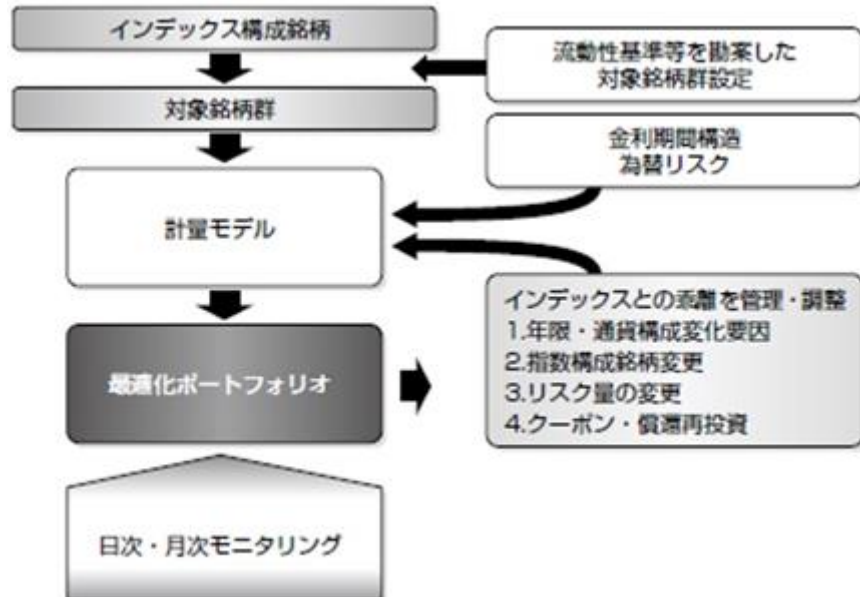 インデックス構成銘柄
流動性基準等を勘案した
対象銘柄群設定
対象銘柄群
金利期間構造
為替リスク
計量モデル
インデックスとの乖離を管理・調整
1.年限・通貨構成変化要因
2.指数構成銘柄変更
3.リスク量の変更
4.クーポン・償還再投資
最適化ポートフォリオ
日次・月次モニタリング